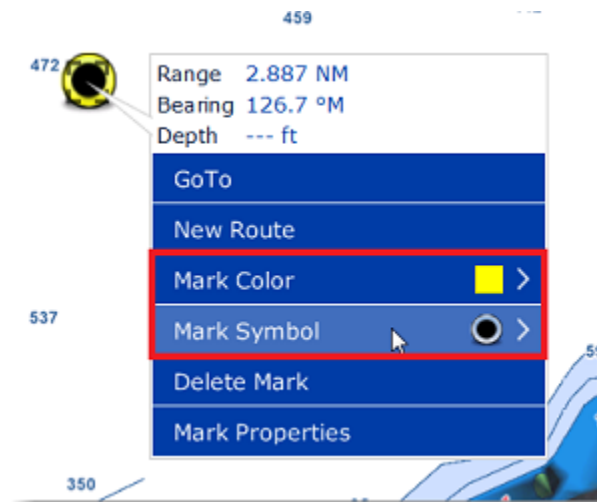 459
472
Range 2.887 NM
Bearing 126.7 °M
Depth --- ft
GoTo
New Route
Mark Color
537
Mark Symbol
Delete Mark
Mark Properties
350